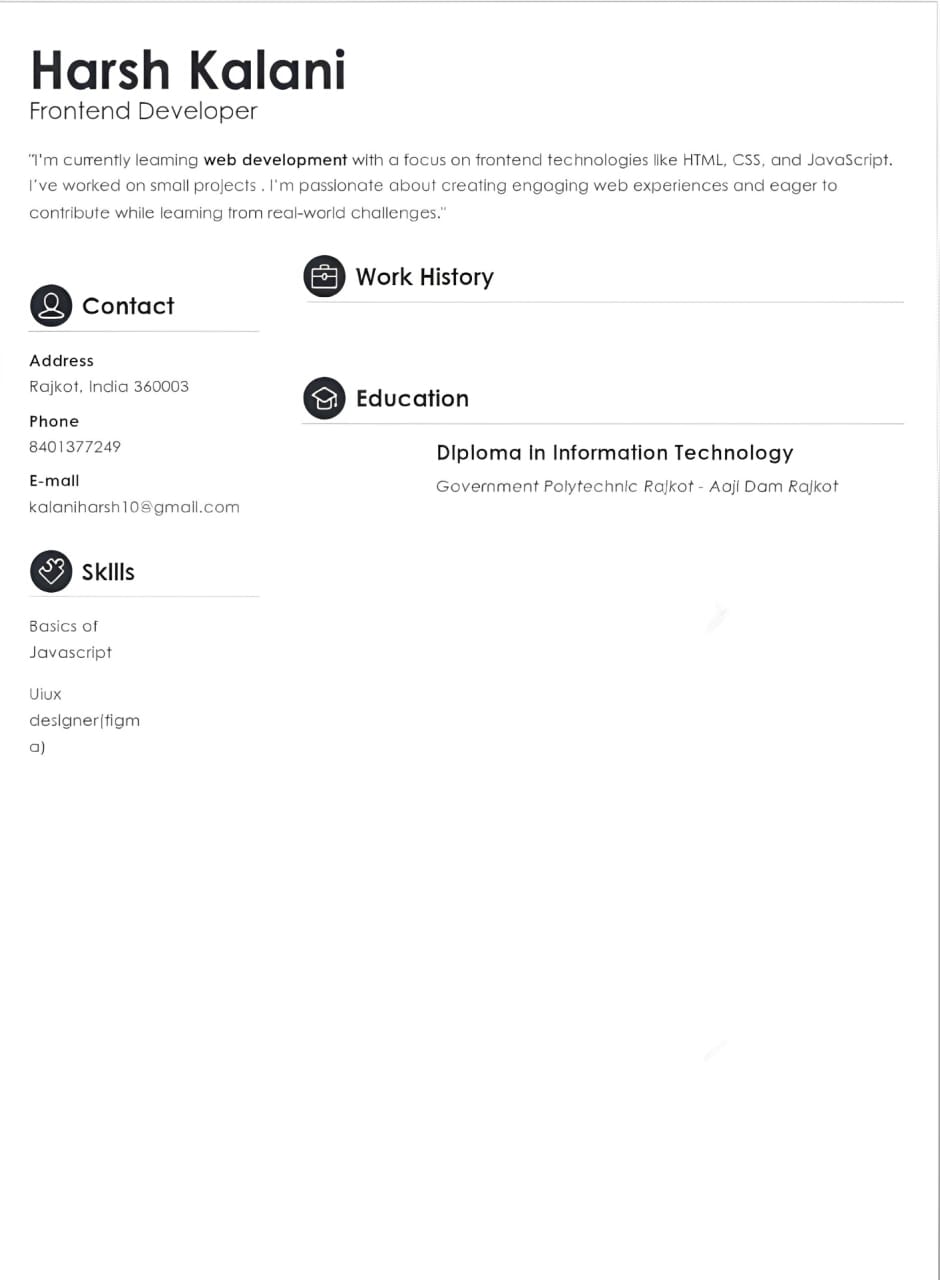 Harsh Kalani
Frontend Developer
"I'm currently learning web development with a focus on frontend technologies like HTML, CSS, and JavaScript.
I've worked on small projects . I'm passionate about creating engaging web experiences and eager to
contribute while learning from real-world challenges."
Contact
Address
Rajkot, India 360003
Phone
8401377249
E-mail
kalaniharsh10@gmail.com
Skills
Basics of
Javascript
Uiux
designer(figm
a)
Work History
Education
Diploma in Information Technology
Government Polytechnic Rajkot - Aaji Dam Rajkot